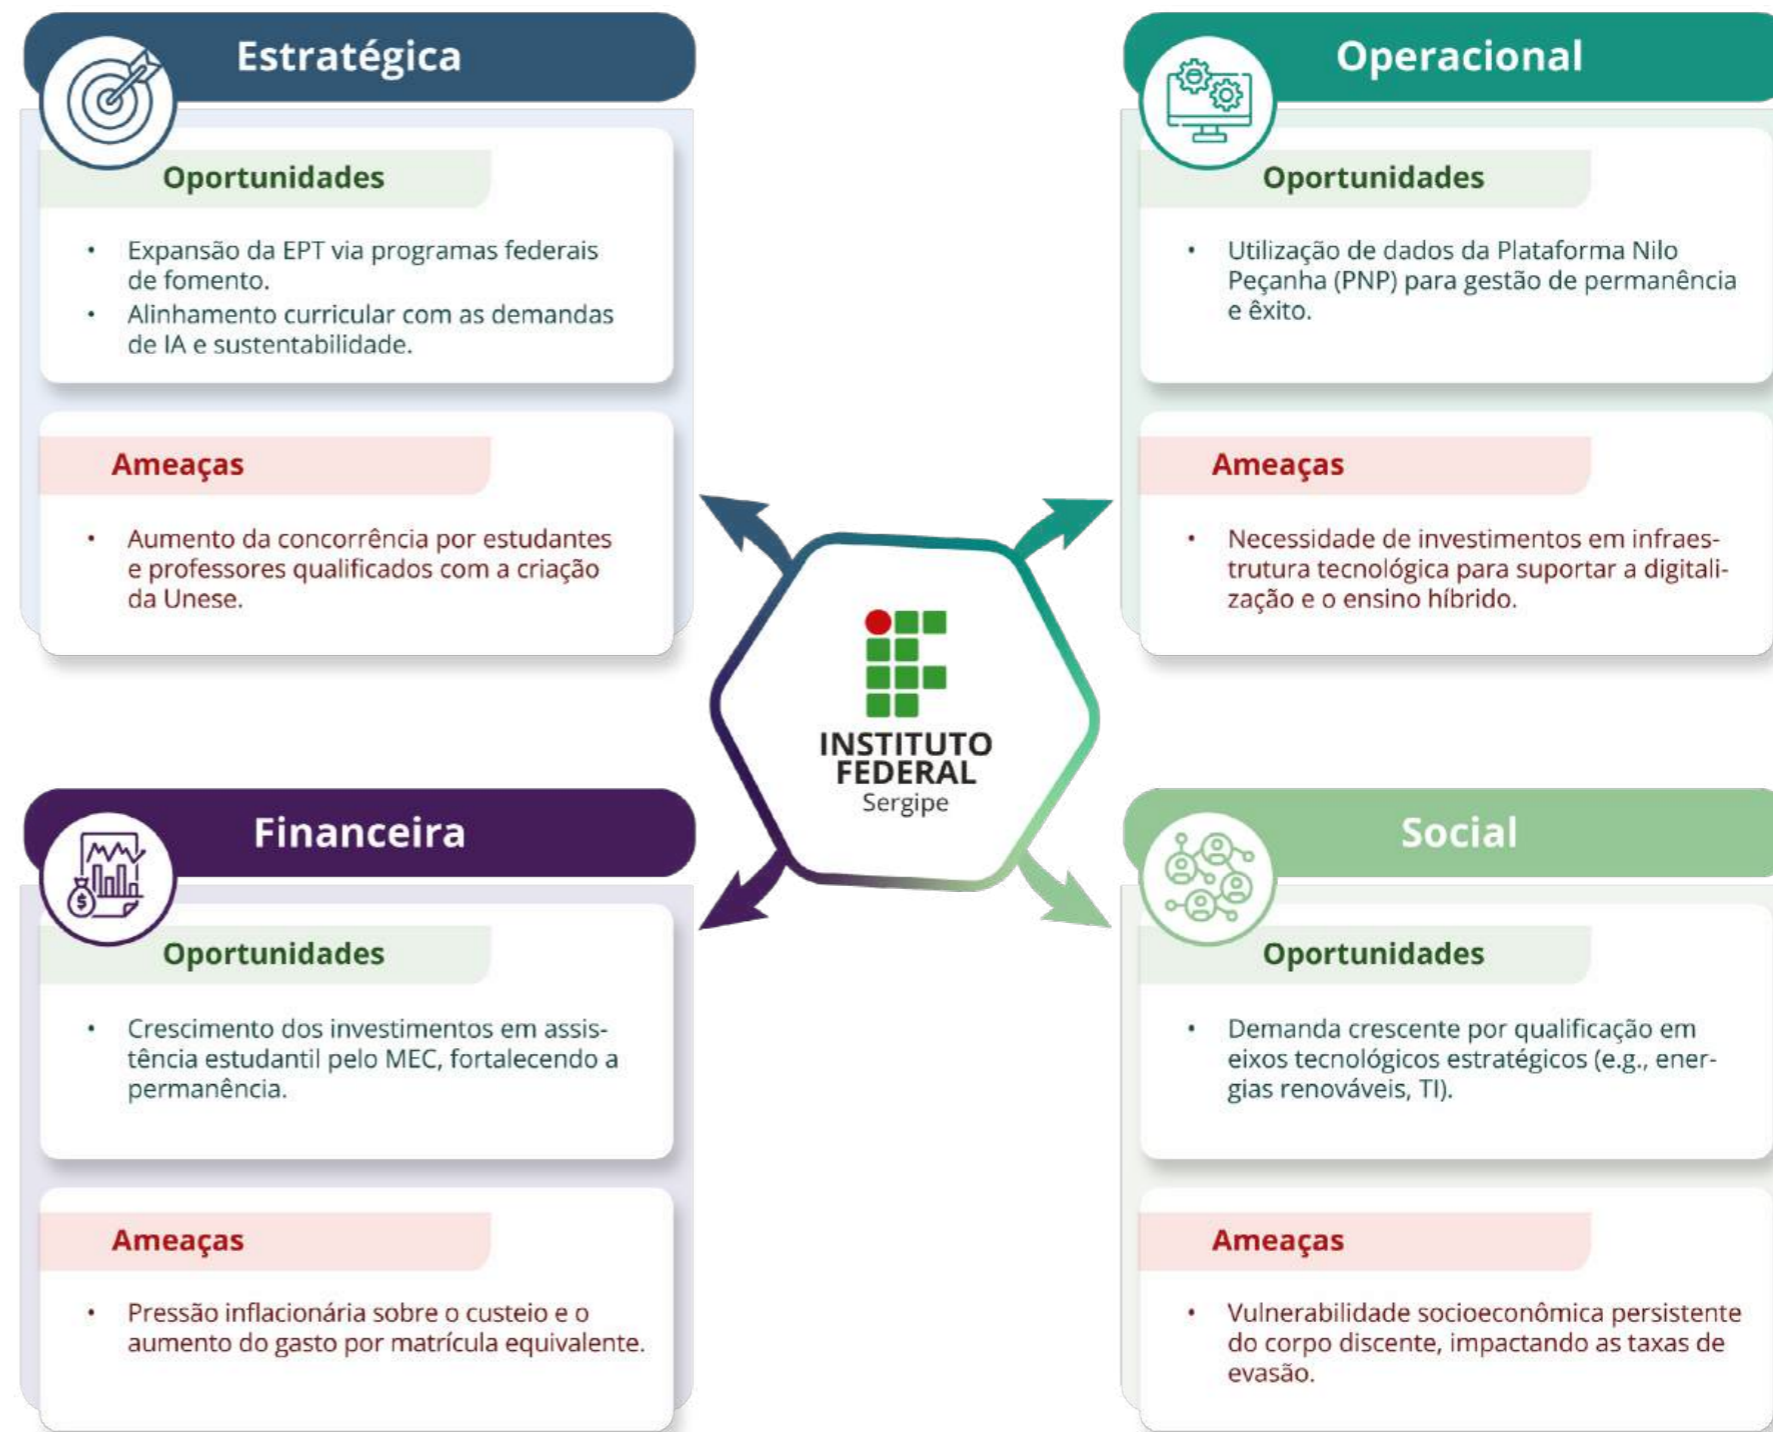 Estratégica
Oportunidades
• Expansão da EPT via programas federais
de fomento.
• Alinhamento curricular com as demandas
de IA e sustentabilidade.
Ameaças
• Aumento da concorrência por estudantes
e professores qualificados com a criação
da Unese.
Operacional
Oportunidades
• Utilização de dados da Plataforma Nilo
Peçanha (PNP) para gestão de permanência
e êxito.
Ameaças
• Necessidade de investimentos em infraes-
trutura tecnológica para suportar a digitali-
zação e o ensino híbrido.
INSTITUTO
FEDERAL
Sergipe
Financeira
Oportunidades
• Crescimento dos investimentos em assis-
tência estudantil pelo MEC, fortalecendo a
permanência.
Ameaças
• Pressão inflacionária sobre o custeio e o
aumento do gasto por matrícula equivalente.
Social
Oportunidades
• Demanda crescente por qualificação em
eixos tecnológicos estratégicos (e.g., ener-
gias renováveis, TI).
Ameaças
• Vulnerabilidade socioeconômica persistente
do corpo discente, impactando as taxas de
evasão.